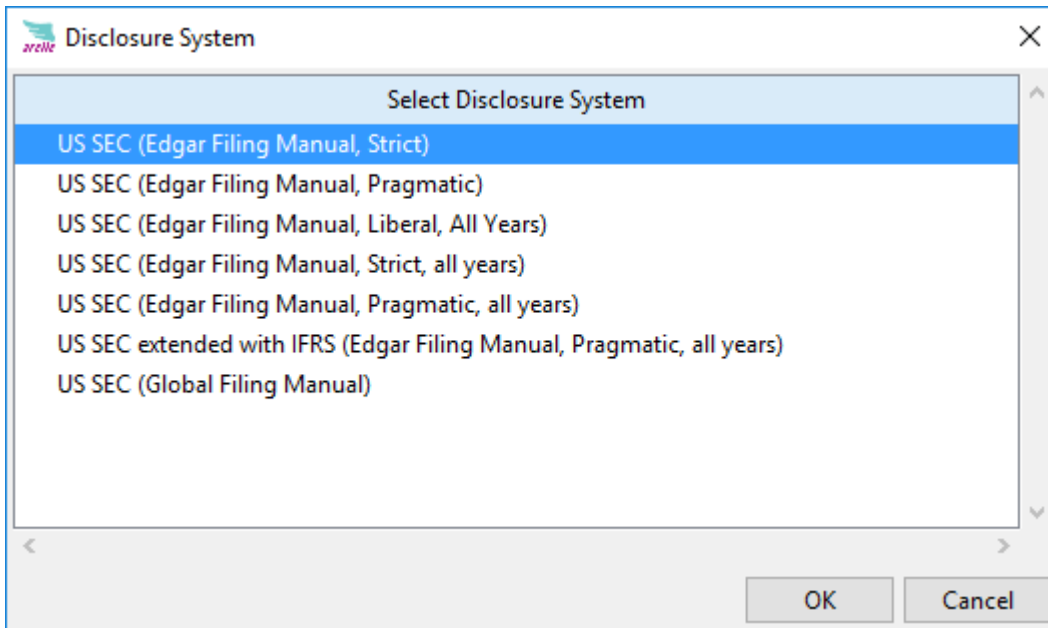 arelle Disclosure System
Select Disclosure System
US SEC (Edgar Filing Manual, Strict)
US SEC (Edgar Filing Manual, Pragmatic)
US SEC (Edgar Filing Manual, Liberal, All Years)
US SEC (Edgar Filing Manual, Strict, all years)
US SEC (Edgar Filing Manual, Pragmatic, all years)
US SEC extended with IFRS (Edgar Filing Manual, Pragmatic, all years)
US SEC (Global Filing Manual)
OK Cancel